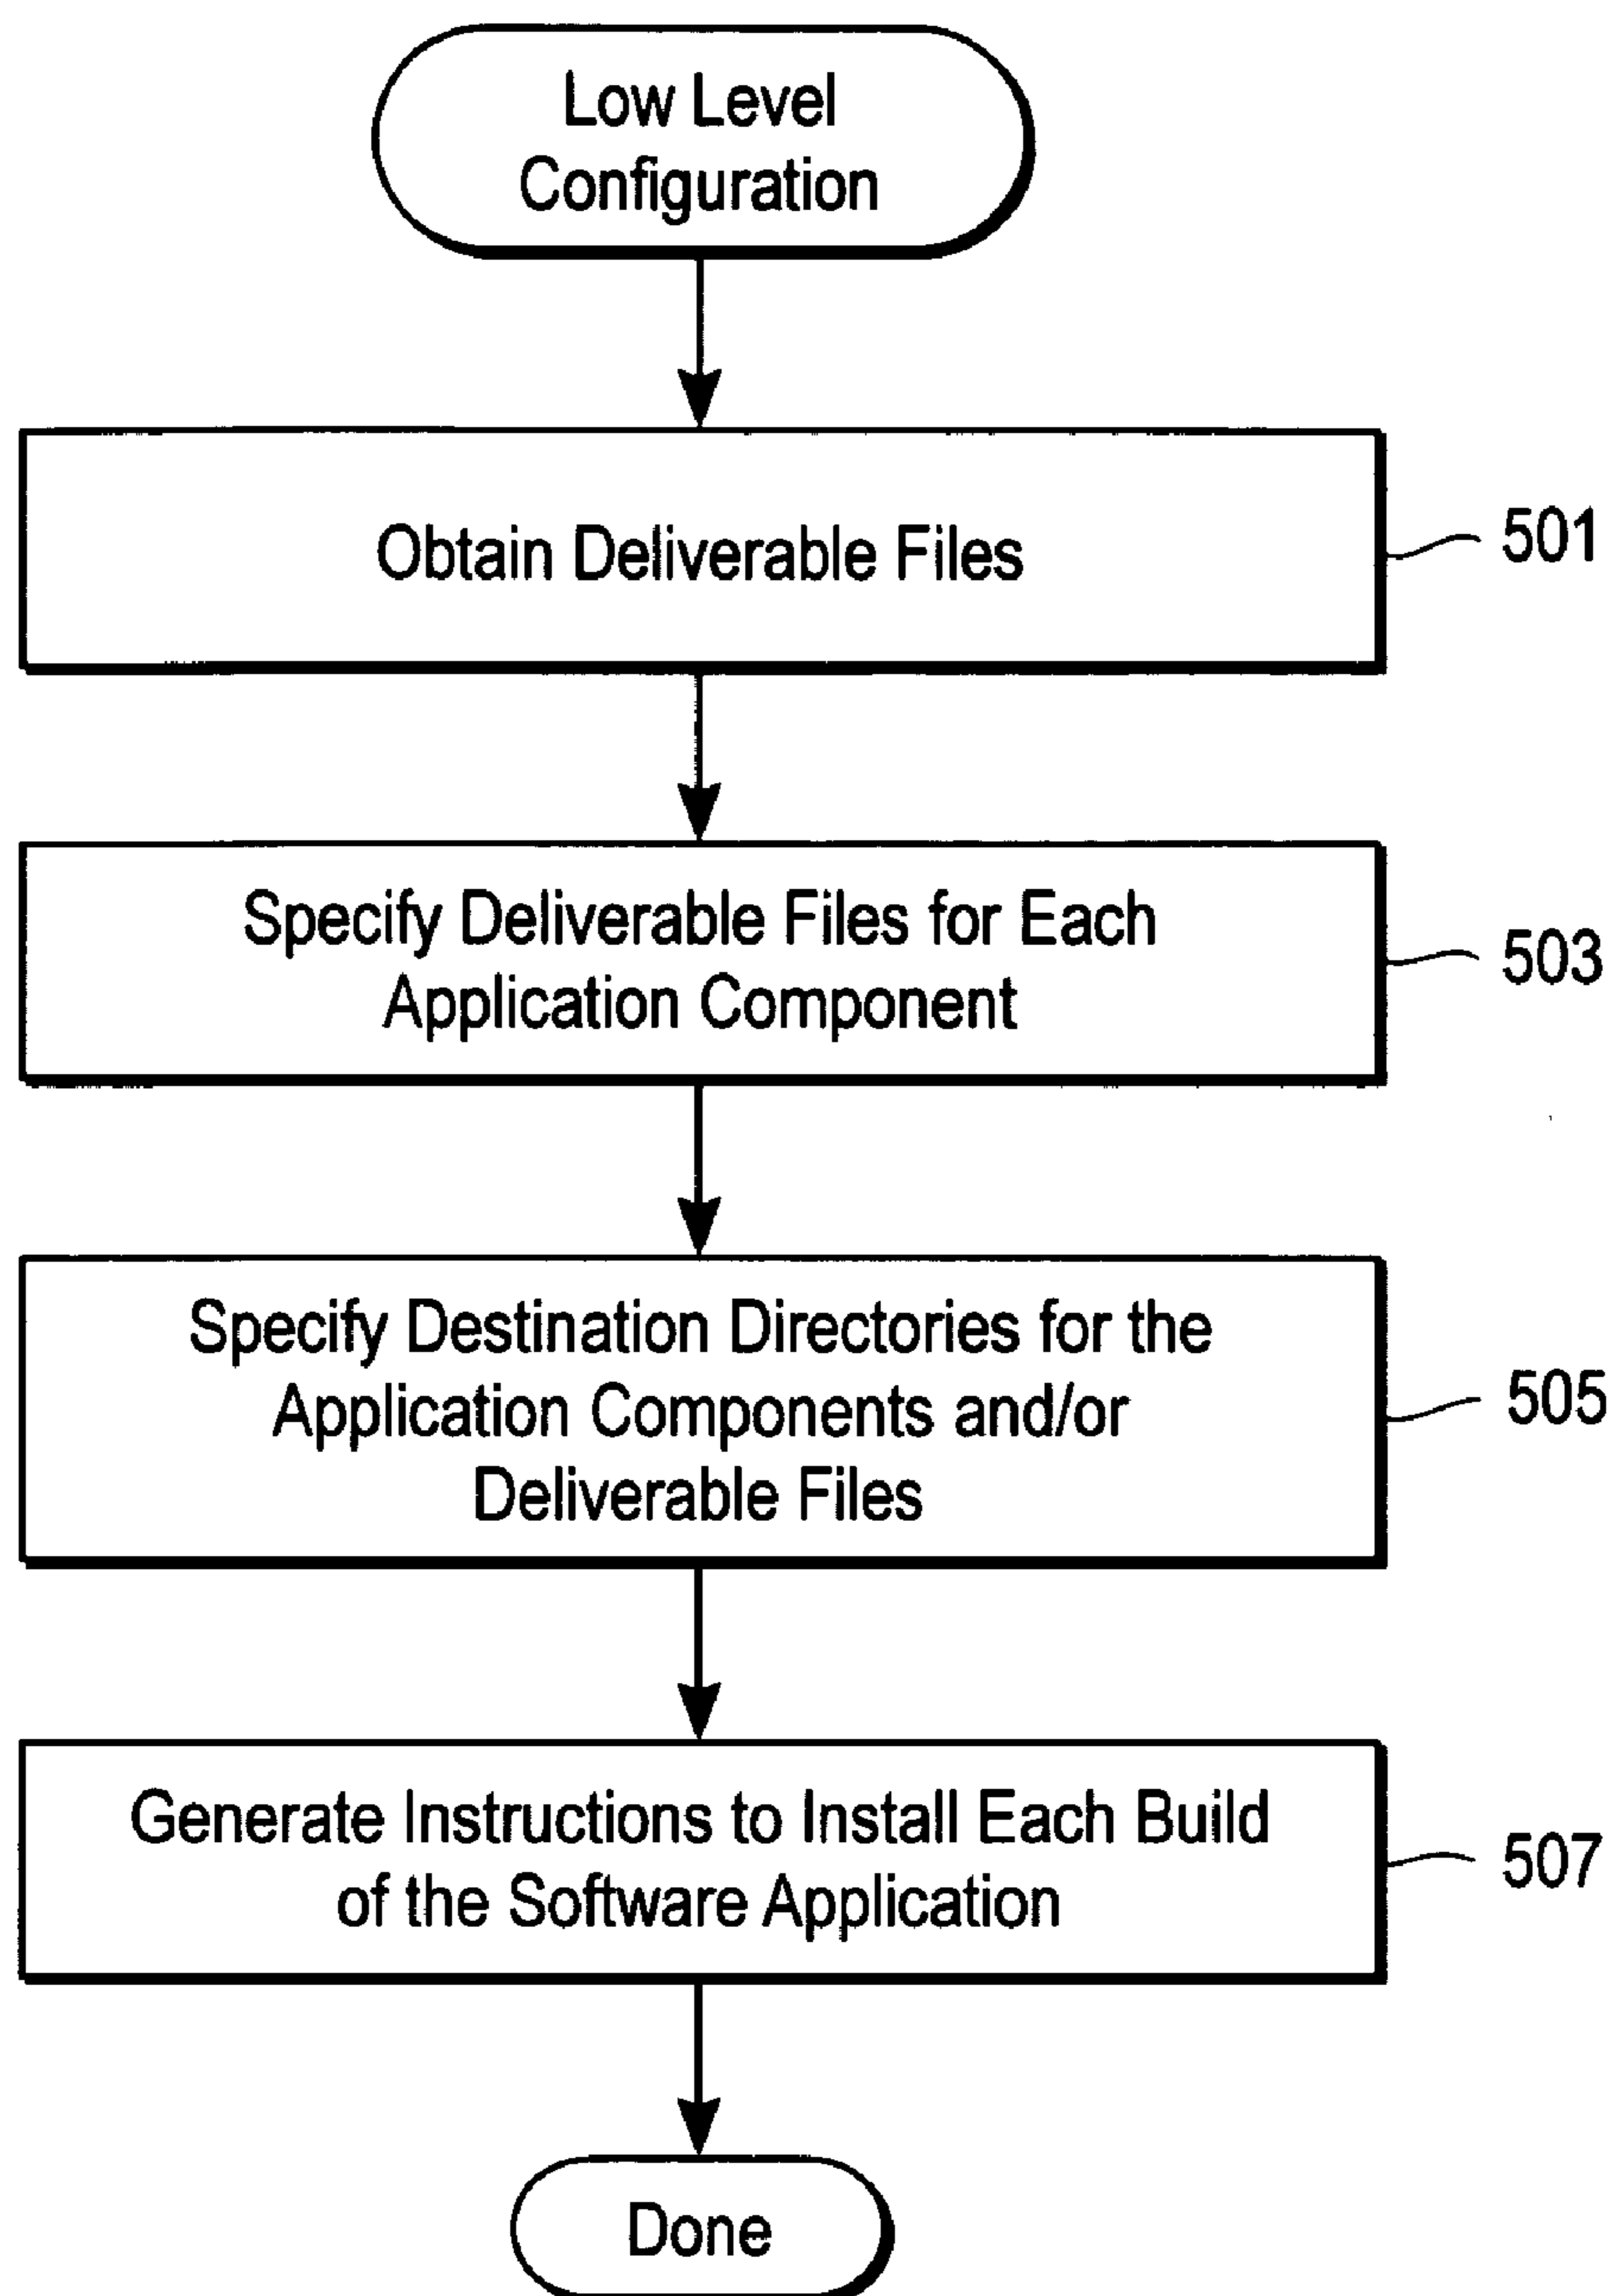 Low Level
Configuration
Obtain Deliverable Files
501
Specify Deliverable Files for Each
Application Component
503
Specify Destination Directories for the
Application Components and/or
Deliverable Files
505
Generate Instructions to Install Each Build
of the Software Application
507
Done